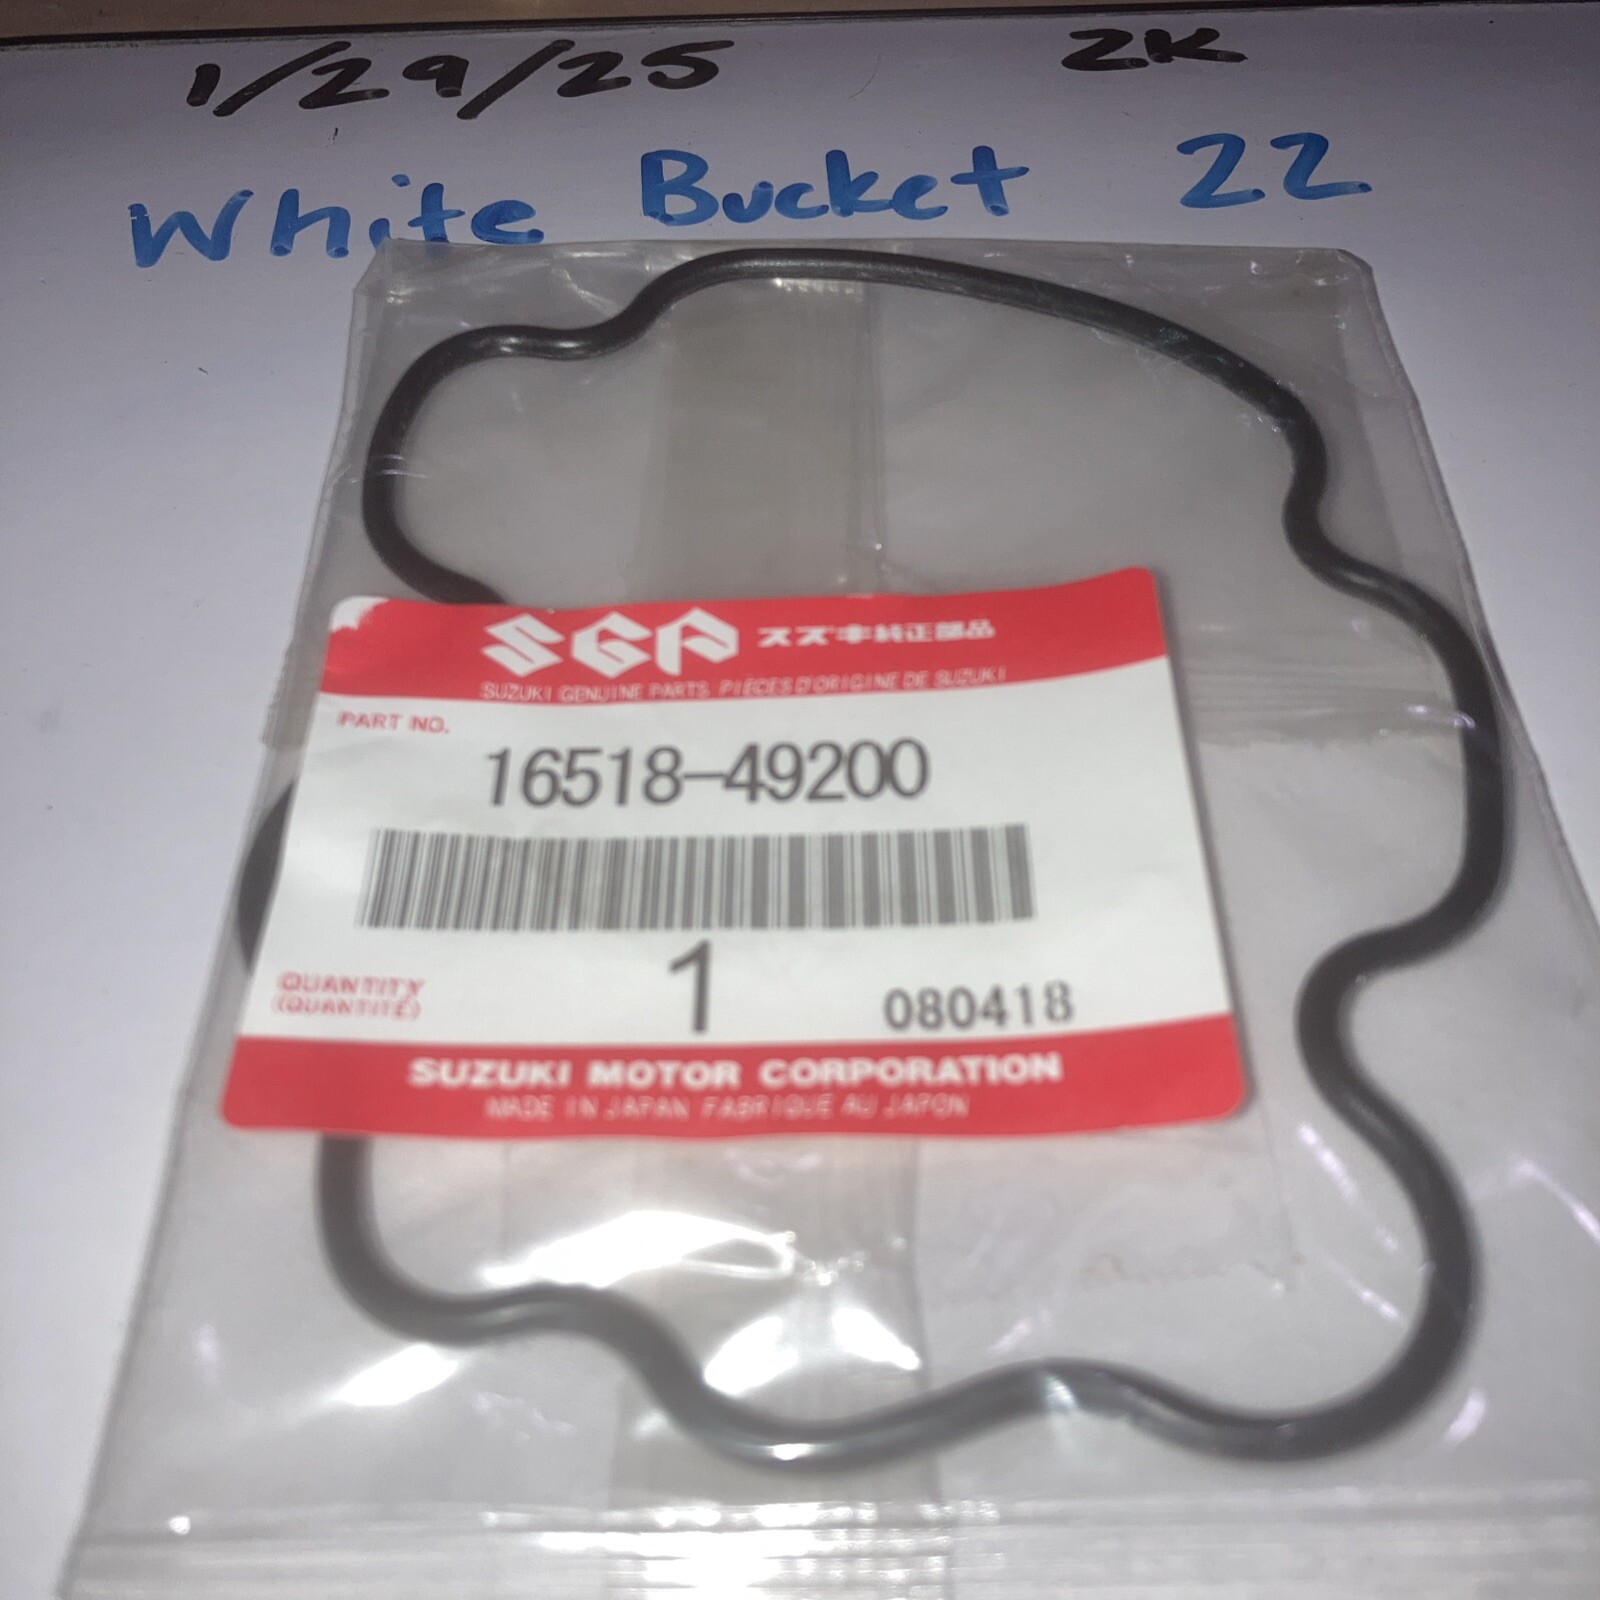 1/29/25 ZK
White Bucket 22
SGP スズキ純正部品
SUZUKI GENUINE PARTS PIECES D'ORIGINE DE SUZUKI
PART NO.
16518-49200
1
QUANTITY
(QUANTITÉ)
080418
SUZUKI MOTOR CORPORATION
MADE IN JAPAN FABRIQUE AU JAPON